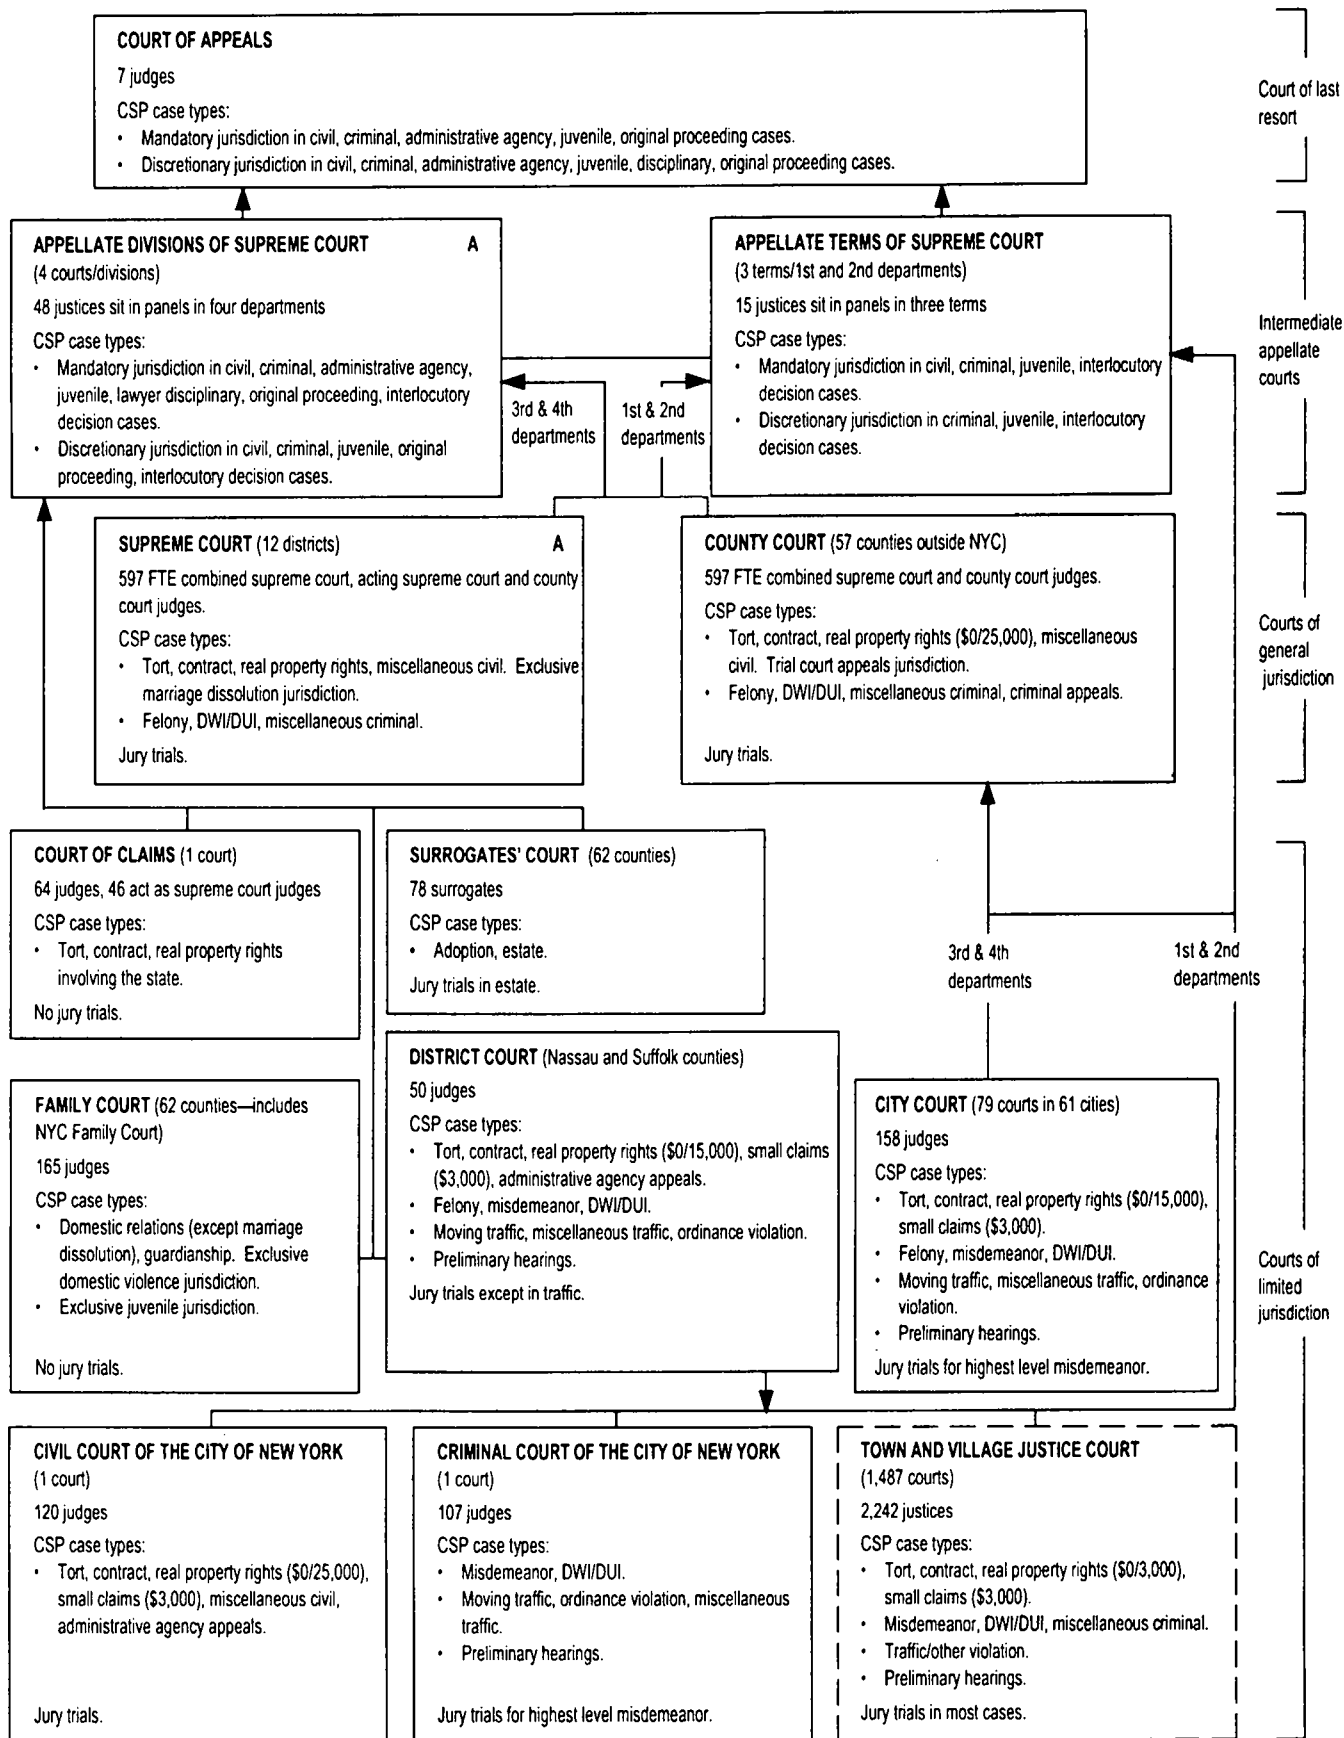 COURT OF APPEALS
7 judges
CSP case types:
• Mandatory jurisdiction in civil, criminal, administrative agency, juvenile, original proceeding cases.
• Discretionary jurisdiction in civil, criminal, administrative agency, juvenile, disciplinary, original proceeding cases.
Court of last
resort
APPELLATE DIVISIONS OF SUPREME COURT A
(4 courts/divisions)
48 justices sit in panels in four departments
CSP case types:
• Mandatory jurisdiction in civil, criminal, administrative agency,
juvenile, lawyer disciplinary, original proceeding, interlocutory
decision cases.
• Discretionary jurisdiction in civil, criminal, juvenile, original
proceeding, interlocutory decision cases.
3rd & 4th
departments
1st & 2nd
departments
APPELLATE TERMS OF SUPREME COURT
(3 terms/1st and 2nd departments)
15 justices sit in panels in three terms
CSP case types:
• Mandatory jurisdiction in civil, criminal, juvenile, interlocutory
decision cases.
• Discretionary jurisdiction in criminal, juvenile, interlocutory
decision cases.
Intermediate
appellate
courts
SUPREME COURT (12 districts) A
597 FTE combined supreme court, acting supreme court and county
court judges.
CSP case types:
• Tort, contract, real property rights, miscellaneous civil. Exclusive
marriage dissolution jurisdiction.
• Felony, DWI/DUI, miscellaneous criminal.
Jury trials.
COUNTY COURT (57 counties outside NYC)
597 FTE combined supreme court and county court judges.
CSP case types:
• Tort, contract, real property rights ($0/25,000), miscellaneous
civil. Trial court appeals jurisdiction.
• Felony, DWI/DUI, miscellaneous criminal, criminal appeals.
Jury trials.
Courts of
general
jurisdiction
COURT OF CLAIMS (1 court)
64 judges, 46 act as supreme court judges
CSP case types:
• Tort, contract, real property rights
involving the state.
No jury trials.
SURROGATES' COURT (62 counties)
78 surrogates
CSP case types:
• Adoption, estate.
Jury trials in estate.
3rd & 4th
departments
1st & 2nd
departments
FAMILY COURT (62 counties—includes
NYC Family Court)
165 judges
CSP case types:
• Domestic relations (except marriage
dissolution), guardianship. Exclusive
domestic violence jurisdiction.
• Exclusive juvenile jurisdiction.
No jury trials.
DISTRICT COURT (Nassau and Suffolk counties)
50 judges
CSP case types:
• Tort, contract, real property rights ($0/15,000), small claims
($3,000), administrative agency appeals.
• Felony, misdemeanor, DWI/DUI.
• Moving traffic, miscellaneous traffic, ordinance violation.
• Preliminary hearings.
Jury trials except in traffic.
CITY COURT (79 courts in 61 cities)
158 judges
CSP case types:
• Tort, contract, real property rights ($0/15,000),
small claims ($3,000).
• Felony, misdemeanor, DWI/DUI.
• Moving traffic, miscellaneous traffic, ordinance
violation.
• Preliminary hearings.
Jury trials for highest level misdemeanor.
Courts of
limited
jurisdiction
CIVIL COURT OF THE CITY OF NEW YORK
(1 court)
120 judges
CSP case types:
• Tort, contract, real property rights ($0/25,000),
small claims ($3,000), miscellaneous civil,
administrative agency appeals.
Jury trials.
CRIMINAL COURT OF THE CITY OF NEW YORK
(1 court)
107 judges
CSP case types:
• Misdemeanor, DWI/DUI.
• Moving traffic, ordinance violation, miscellaneous
traffic.
• Preliminary hearings.
Jury trials for highest level misdemeanor.
TOWN AND VILLAGE JUSTICE COURT
(1,487 courts)
2,242 justices
CSP case types:
• Tort, contract, real property rights ($0/3,000),
small claims ($3,000).
• Misdemeanor, DWI/DUI, miscellaneous criminal.
• Traffic/other violation.
• Preliminary hearings.
Jury trials in most cases.